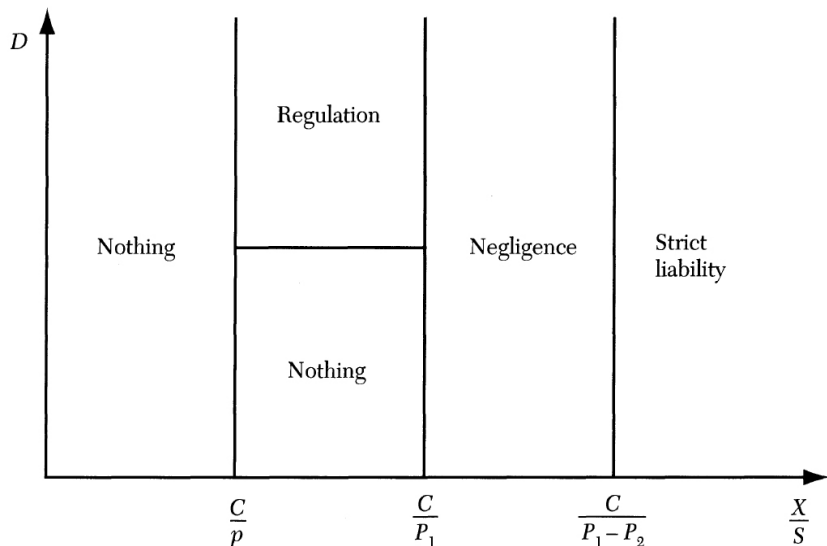 D
Regulation
Nothing
Negligence
Strict
liability
Nothing
C
p
C
P1
C
P1 – P2
X
S